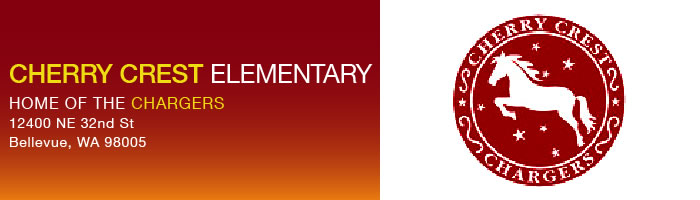 CHERRY CREST ELEMENTARY
HOME OF THE CHARGERS
12400 NE 32nd St
Bellevue, WA 98005
CHERRY CREST
CHARGERS